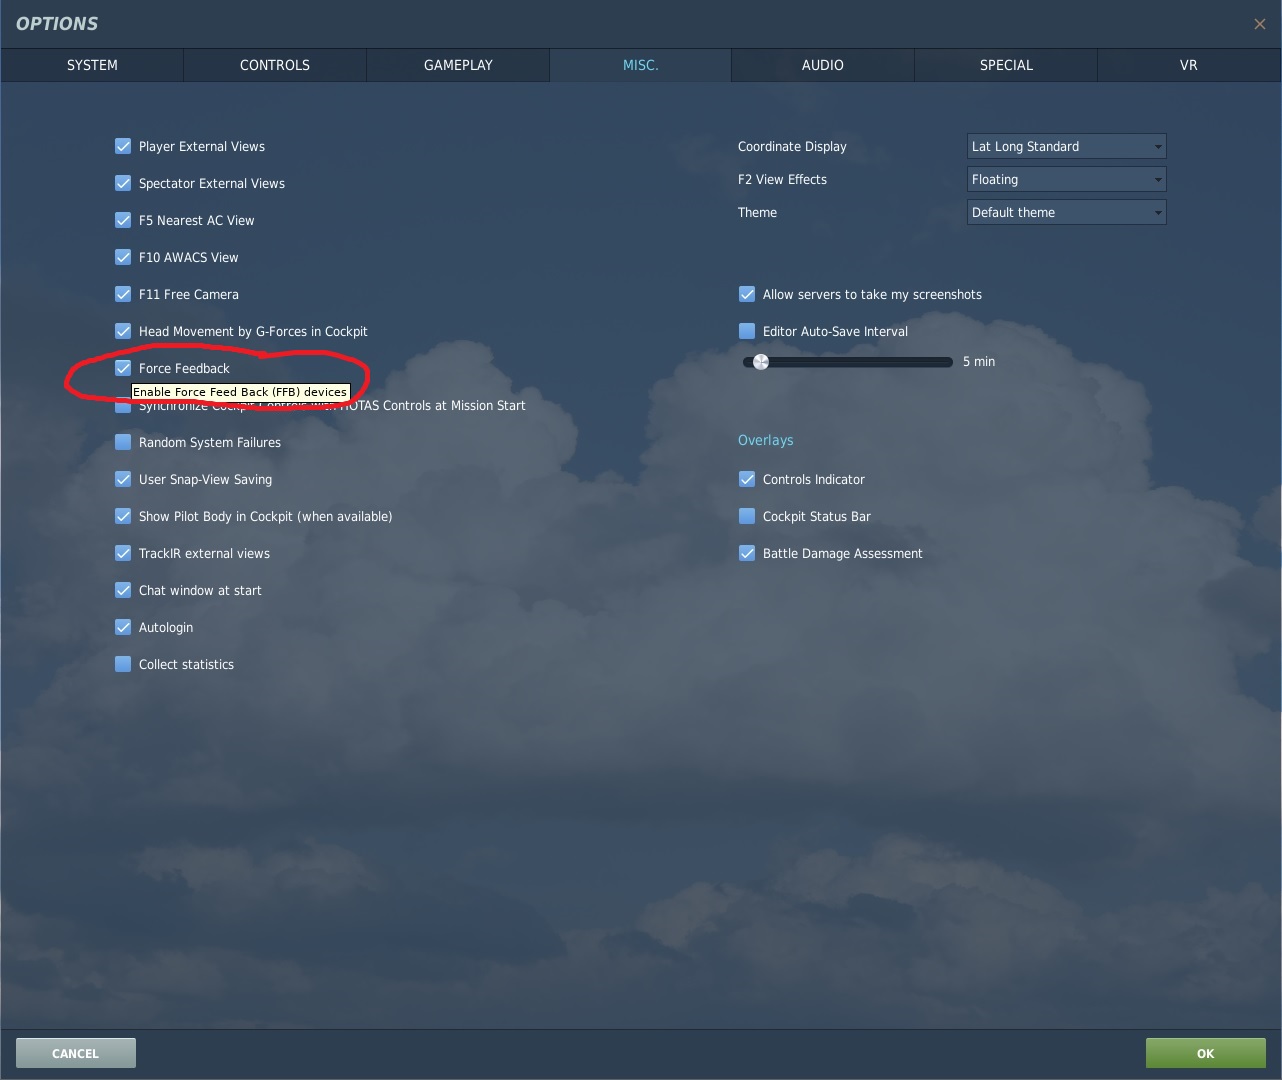 OPTIONS
SYSTEM CONTROLS GAMEPLAY MISC. AUDIO SPECIAL VR
Player External Views
Spectator External Views
F5 Nearest AC View
F10 AWACS View
F11 Free Camera
Head Movement by G-Forces in Cockpit
Force Feedback
Enable Force Feed Back (FFB) devices
Synchronize Cockpit Controls with HOTAS Controls at Mission Start
Random System Failures
User Snap-View Saving
Show Pilot Body in Cockpit (when available)
TrackIR external views
Chat window at start
Autologin
Collect statistics
Coordinate Display Lat Long Standard
F2 View Effects Floating
Theme Default theme
Allow servers to take my screenshots
Editor Auto-Save Interval
5 min
Overlays
Controls Indicator
Cockpit Status Bar
Battle Damage Assessment
CANCEL OK